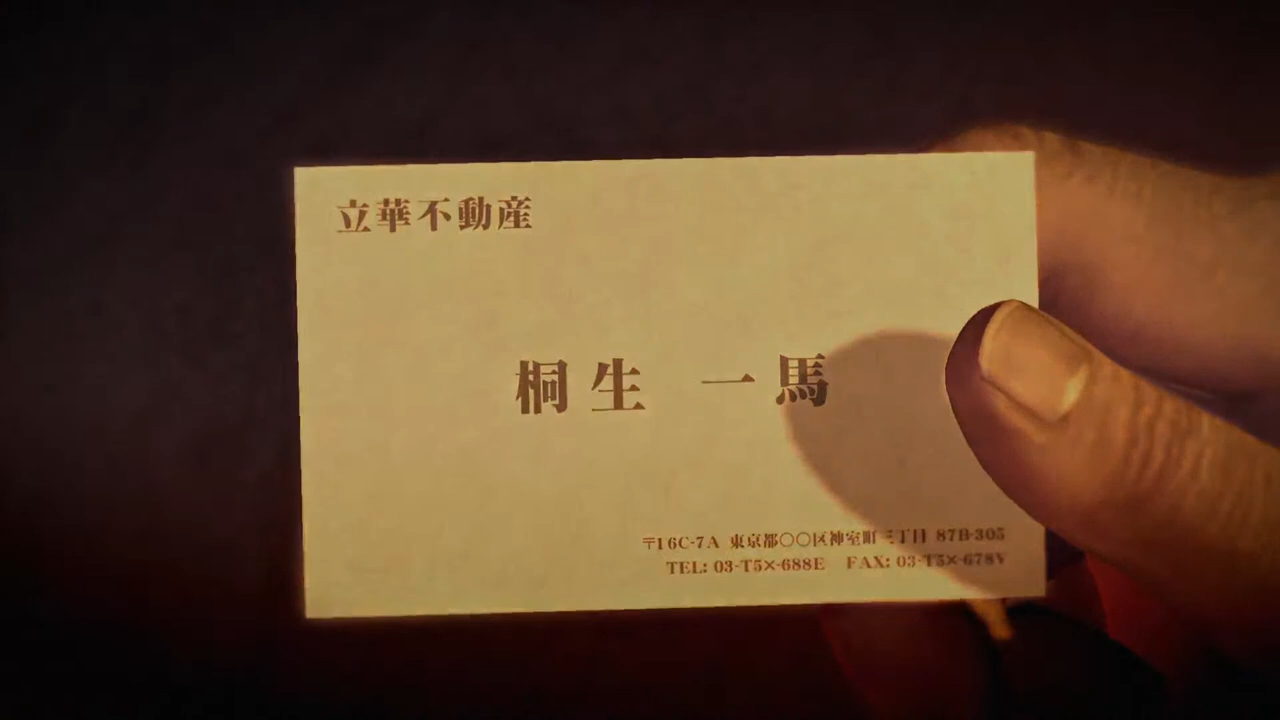 立華不動産
桐生 一馬
〒16C-7A 東京都〇〇区神室町 三丁目 87B-305
TEL: 03-T5×-688E FAX: 03-T5×-678Y